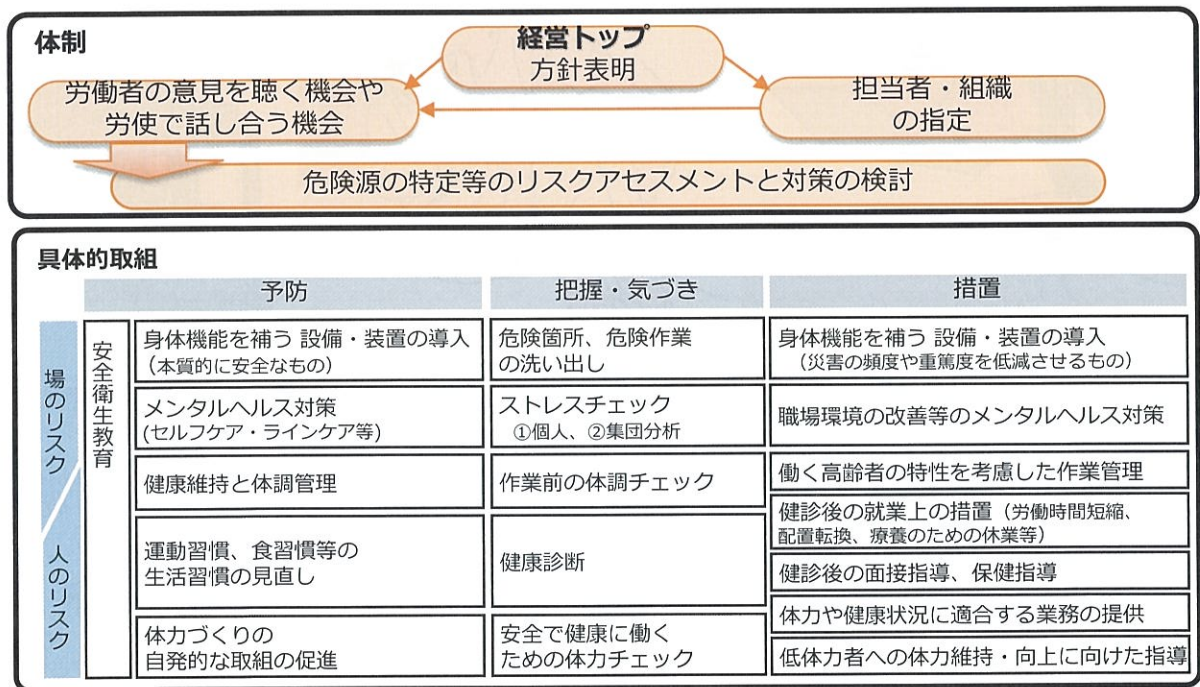 体制
経営トップ
方針表明
労働者の意見を聴く機会や
労使で話し合う機会
担当者・組織
の指定
危険源の特定等のリスクアセスメントと対策の検討
具体的取組
予防
把握・気づき
措置
場のリスク
人のリスク
安全衛生教育
身体機能を補う 設備・装置の導入
（本質的に安全なもの）
危険箇所、危険作業
の洗い出し
身体機能を補う 設備・装置の導入
（災害の頻度や重篤度を低減させるもの）
メンタルヘルス対策
(セルフケア・ラインケア等)
ストレスチェック
①個人、②集団分析
職場環境の改善等のメンタルヘルス対策
健康維持と体調管理
作業前の体調チェック
働く高齢者の特性を考慮した作業管理
運動習慣、食習慣等の
生活習慣の見直し
健康診断
健診後の就業上の措置（労働時間短縮、
配置転換、療養のための休業等）
健診後の面接指導、保健指導
体力づくりの
自発的な取組の促進
安全で健康に働く
ための体力チェック
体力や健康状況に適合する業務の提供
低体力者への体力維持・向上に向けた指導